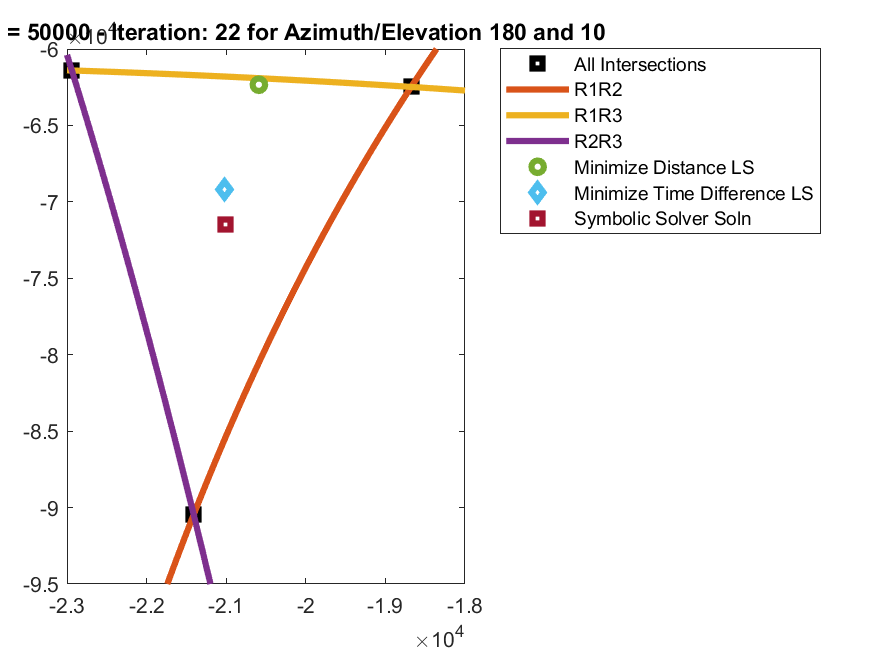 = 50000 - Iteration: 22 for Azimuth/Elevation 180 and 10
×10⁴
-6
-6.5
-7
-7.5
-8
-8.5
-9
-9.5
-2.3 -2.2 -2.1 -2 -1.9 -1.8
×10⁴
All Intersections
R1R2
R1R3
R2R3
Minimize Distance LS
Minimize Time Difference LS
Symbolic Solver Soln